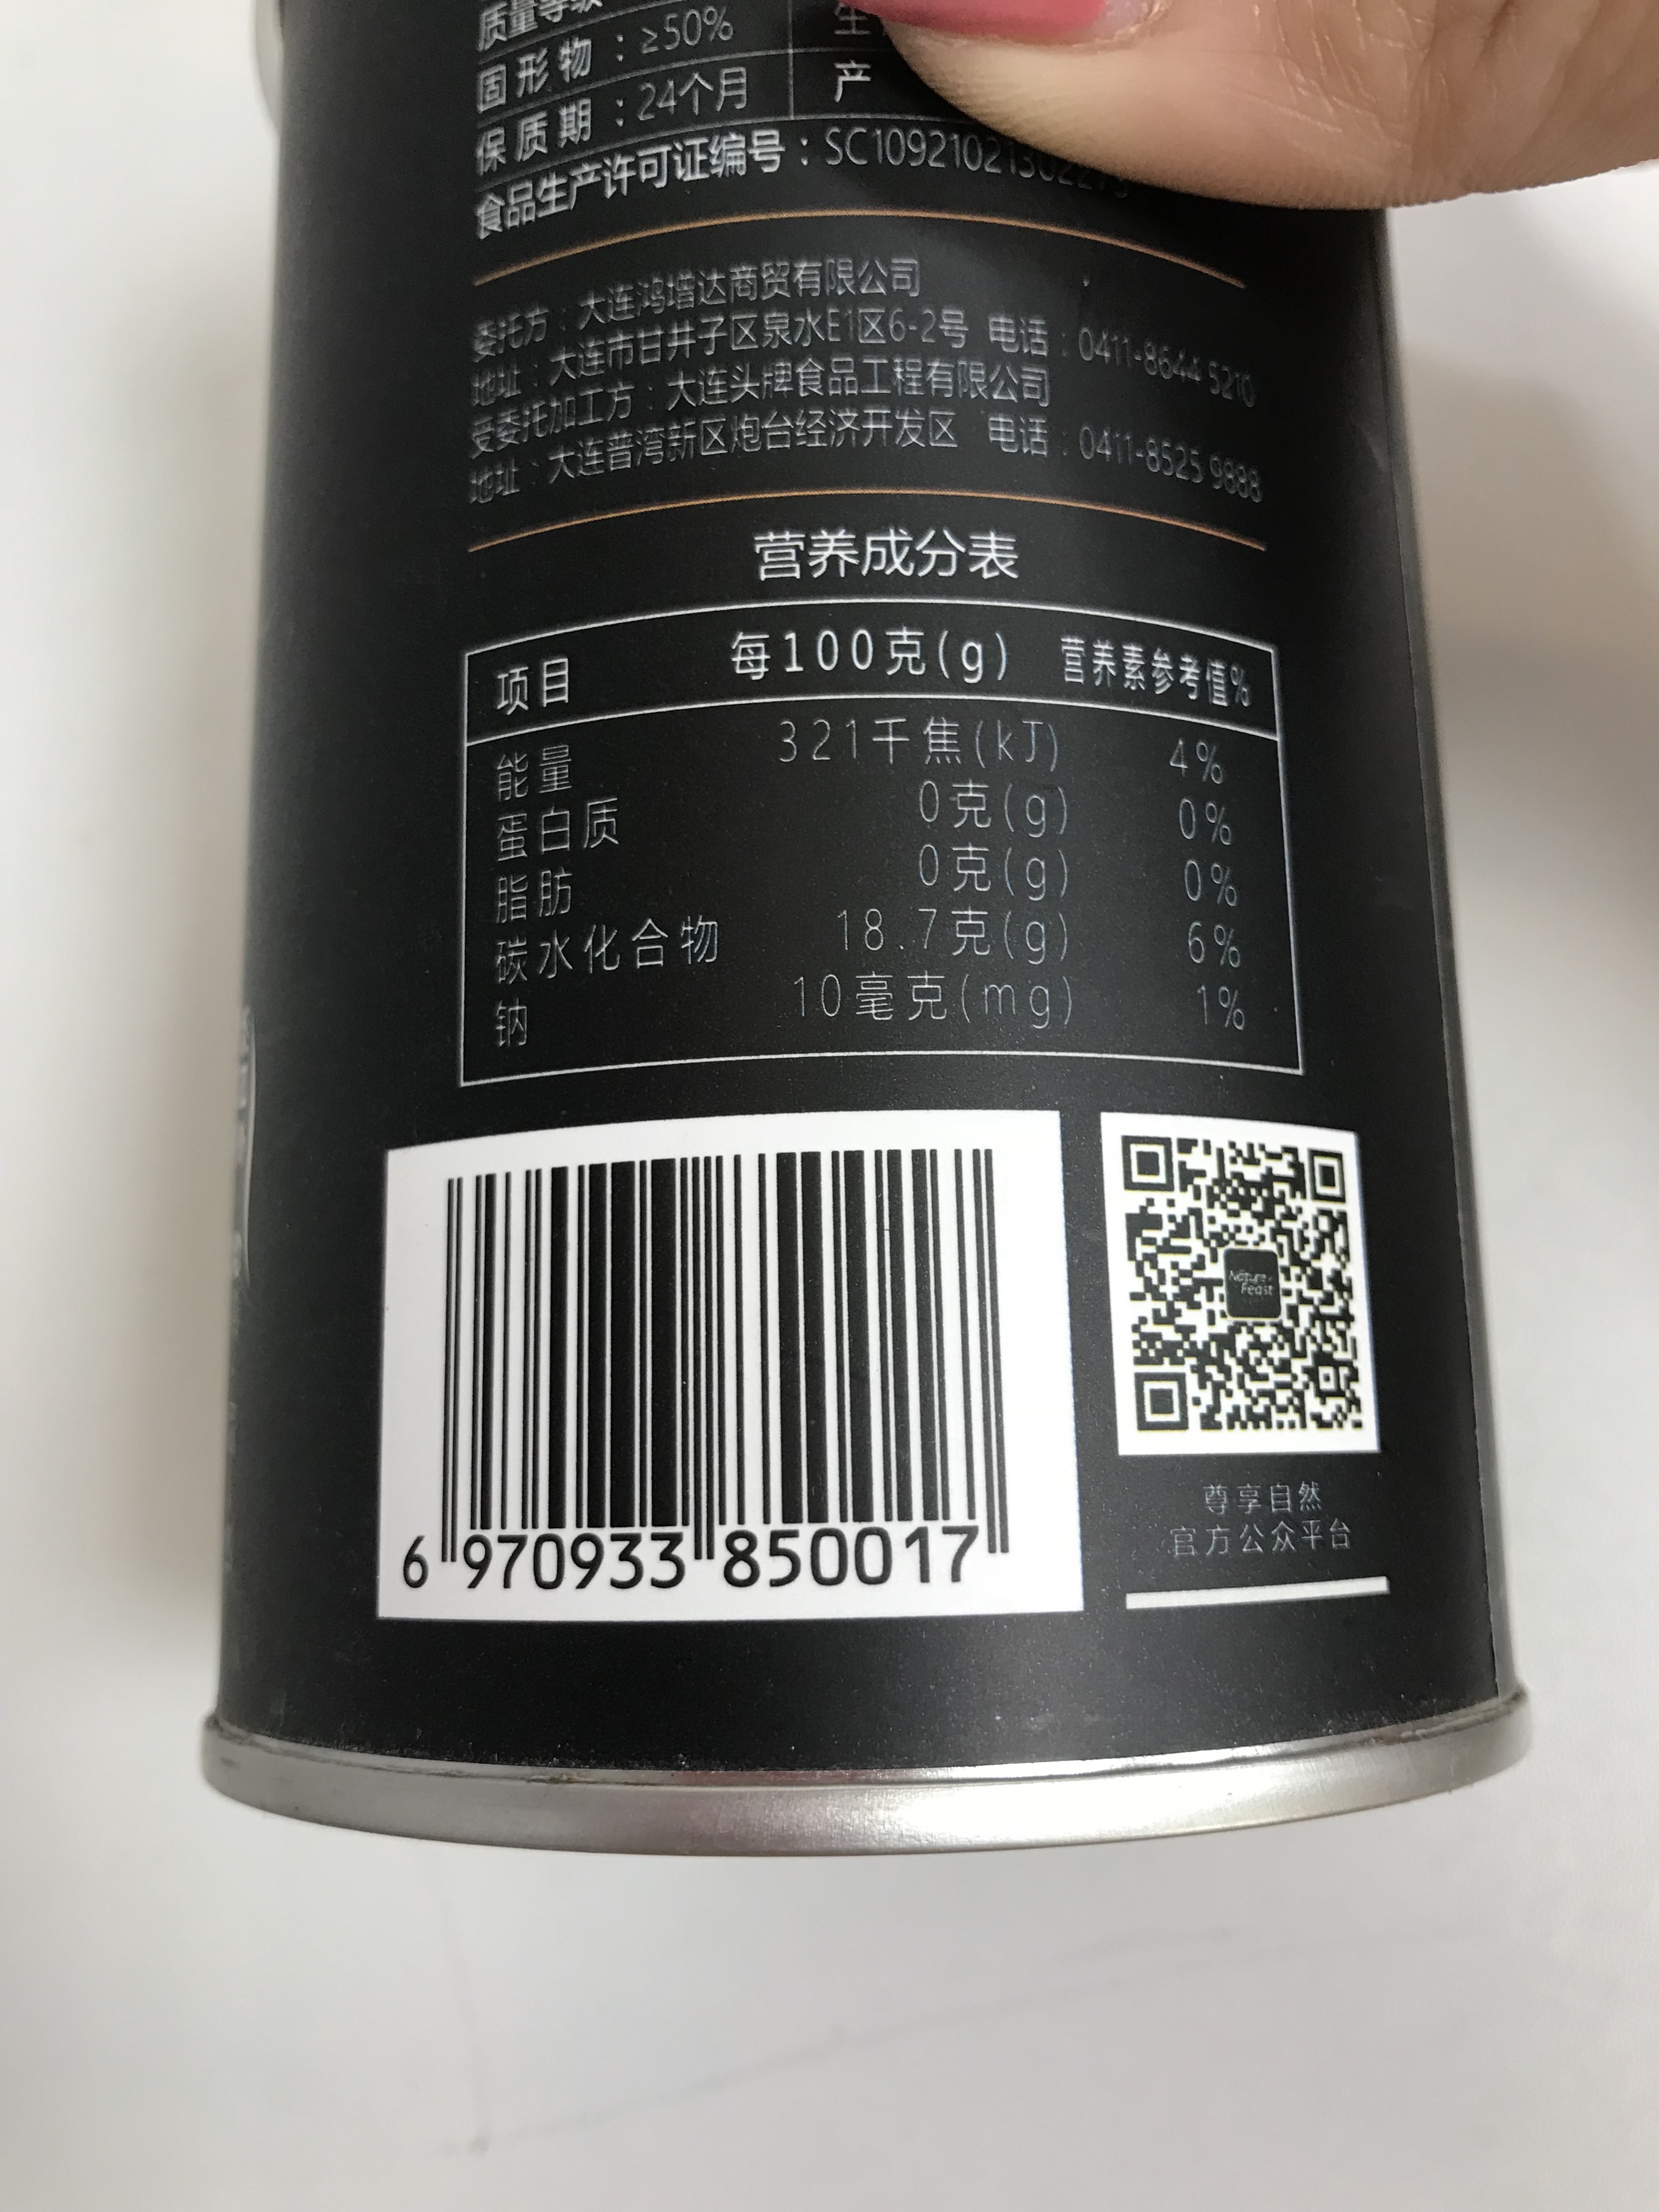 质量等级
固形物：≥50%
生
保质期：24个月
产
食品生产许可证编号：SC109210213022
委托方：大连鸿增达商贸有限公司
地址：大连市甘井子区泉水E1区6-2号 电话：0411-8644 5210
受委托加工方：大连头牌食品工程有限公司
地址：大连普湾新区炮台经济开发区 电话：0411-8525 9888
营养成分表
项目 每100克(g) 营养素参考值%
能量 321千焦(kJ) 4%
蛋白质 0克(g) 0%
脂肪 0克(g) 0%
碳水化合物 18.7克(g) 6%
钠 10毫克(mg) 1%
Nature Feast
6 970933 850017
尊享自然
官方公众平台